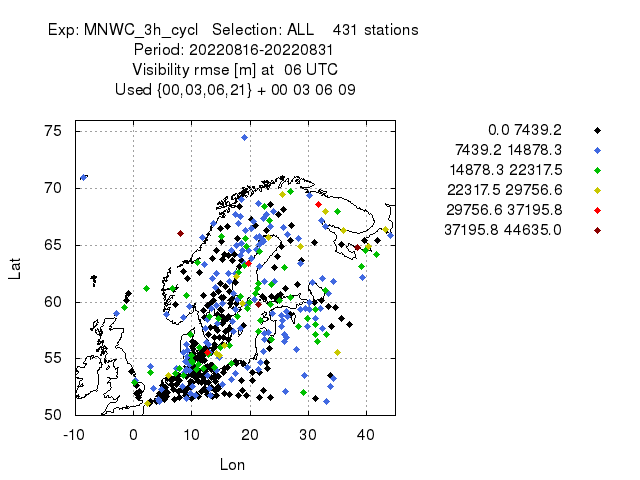 Exp: MNWC_3h_cycl   Selection: ALL    431 stations
Period: 20220816-20220831
Visibility rmse [m] at  06 UTC
Used {00,03,06,21} + 00 03 06 09
0.0 7439.2
7439.2 14878.3
14878.3 22317.5
22317.5 29756.6
29756.6 37195.8
37195.8 44635.0
75
70
65
60
55
50
Lat
-10 0 10 20 30 40
Lon